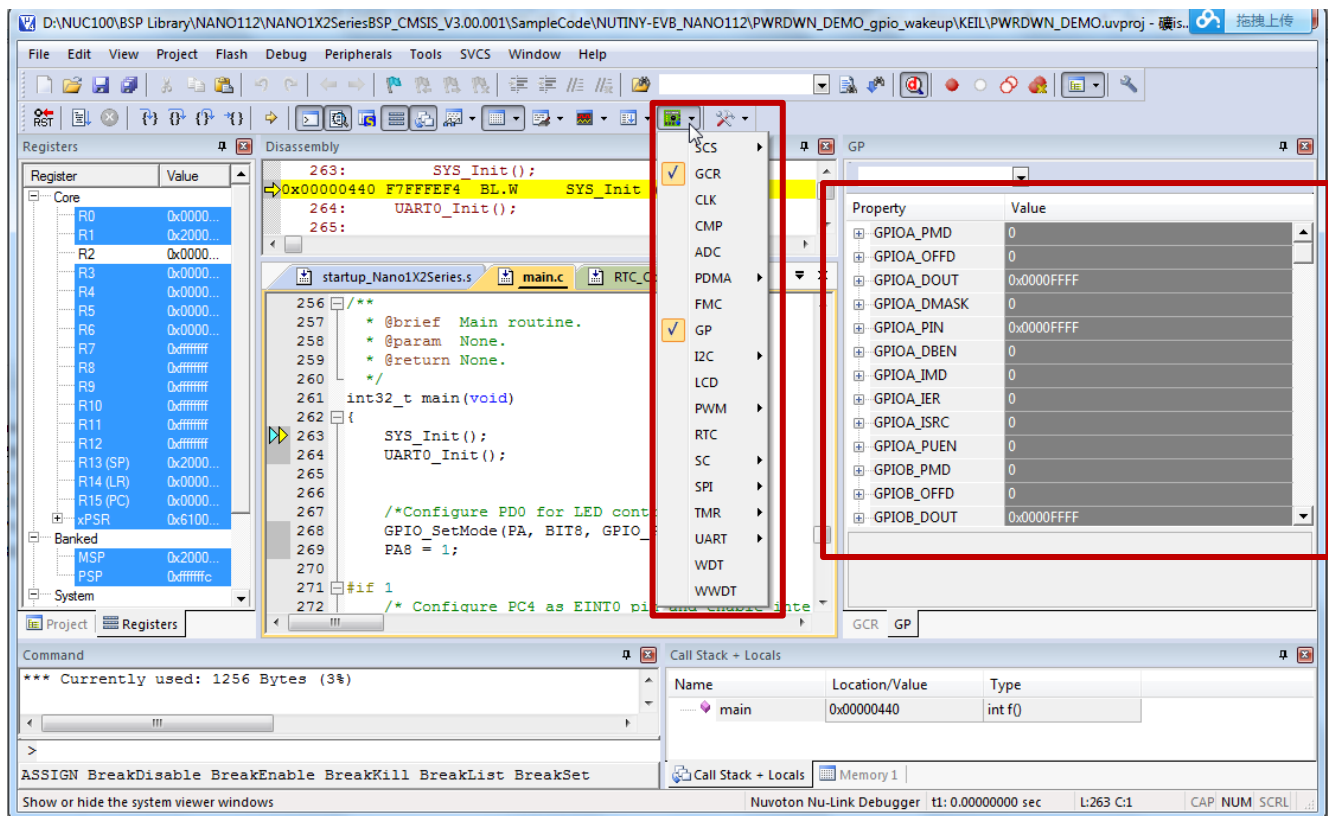 D:\NUC100\BSP Library\NANO112\NANO1X2SeriesBSP_CMSIS_V3.00.001\SampleCode\NUTINY-EVB_NANO112\PWRDWN_DEMO_gpio_wakeup\KEIL\PWRDWN_DEMO.uvproj - 礦is..
拖拽上传
File Edit View Project Flash Debug Peripherals Tools SVCS Window Help
RST
Registers
Register Value
Core
R0 0x0000...
R1 0x2000...
R2 0x0000...
R3 0x0000...
R4 0x0000...
R5 0x0000...
R6 0x0000...
R7 0xffffffff
R8 0xffffffff
R9 0xffffffff
R10 0xffffffff
R11 0xffffffff
R12 0xffffffff
R13 (SP) 0x2000...
R14 (LR) 0x0000...
R15 (PC) 0x0000...
xPSR 0x6100...
Banked
MSP 0x2000...
PSP 0xfffffffc
System
Project Registers
Disassembly
263: SYS_Init();
0x00000440 F7FFFEF4 BL.W SYS_Init
264: UART0_Init();
265:
startup_Nano1X2Series.s main.c RTC_C
256 /**
257 * @brief Main routine.
258 * @param None.
259 * @return None.
260 */
261 int32_t main(void)
262 {
263 SYS_Init();
264 UART0_Init();
265
266
267 /*Configure PD0 for LED cont
268 GPIO_SetMode(PA, BIT8, GPIO_
269 PA8 = 1;
270
271 #if 1
272 /* Configure PC4 as EINT0 pin and enable inte
SCS
GCR
CLK
CMP
ADC
PDMA
FMC
GP
I2C
LCD
PWM
RTC
SC
SPI
TMR
UART
WDT
WWDT
GP
Property Value
GPIOA_PMD 0
GPIOA_OFFD 0
GPIOA_DOUT 0x0000FFFF
GPIOA_DMASK 0
GPIOA_PIN 0x0000FFFF
GPIOA_DBEN 0
GPIOA_IMD 0
GPIOA_IER 0
GPIOA_ISRC 0
GPIOA_PUEN 0
GPIOB_PMD 0
GPIOB_OFFD 0
GPIOB_DOUT 0x0000FFFF
GCR GP
Command
*** Currently used: 1256 Bytes (3%)
>
ASSIGN BreakDisable BreakEnable BreakKill BreakList BreakSet
Call Stack + Locals
Name Location/Value Type
main 0x00000440 int f()
Call Stack + Locals Memory 1
Show or hide the system viewer windows
Nuvoton Nu-Link Debugger t1: 0.00000000 sec L:263 C:1 CAP NUM SCRL